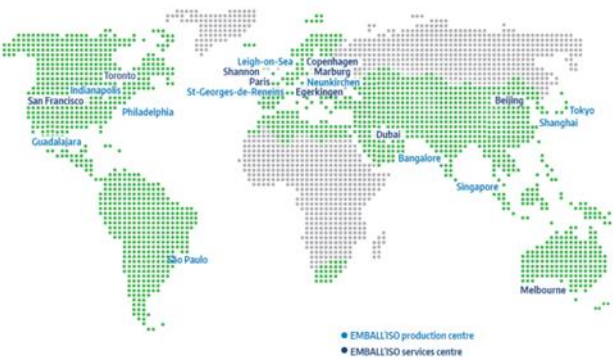 Leigh-on-Sea
Copenhagen
Toronto
Shannon
Marburg
Paris
Neunkirchen
Indianapolis
St-Georges-de-Reneins
Egerkingen
San Francisco
Beijing
Philadelphia
Tokyo
Shanghai
Dubai
Guadalajara
Bangalore
Singapore
São Paulo
Melbourne
EMBALL'ISO production centre
EMBALL'ISO services centre